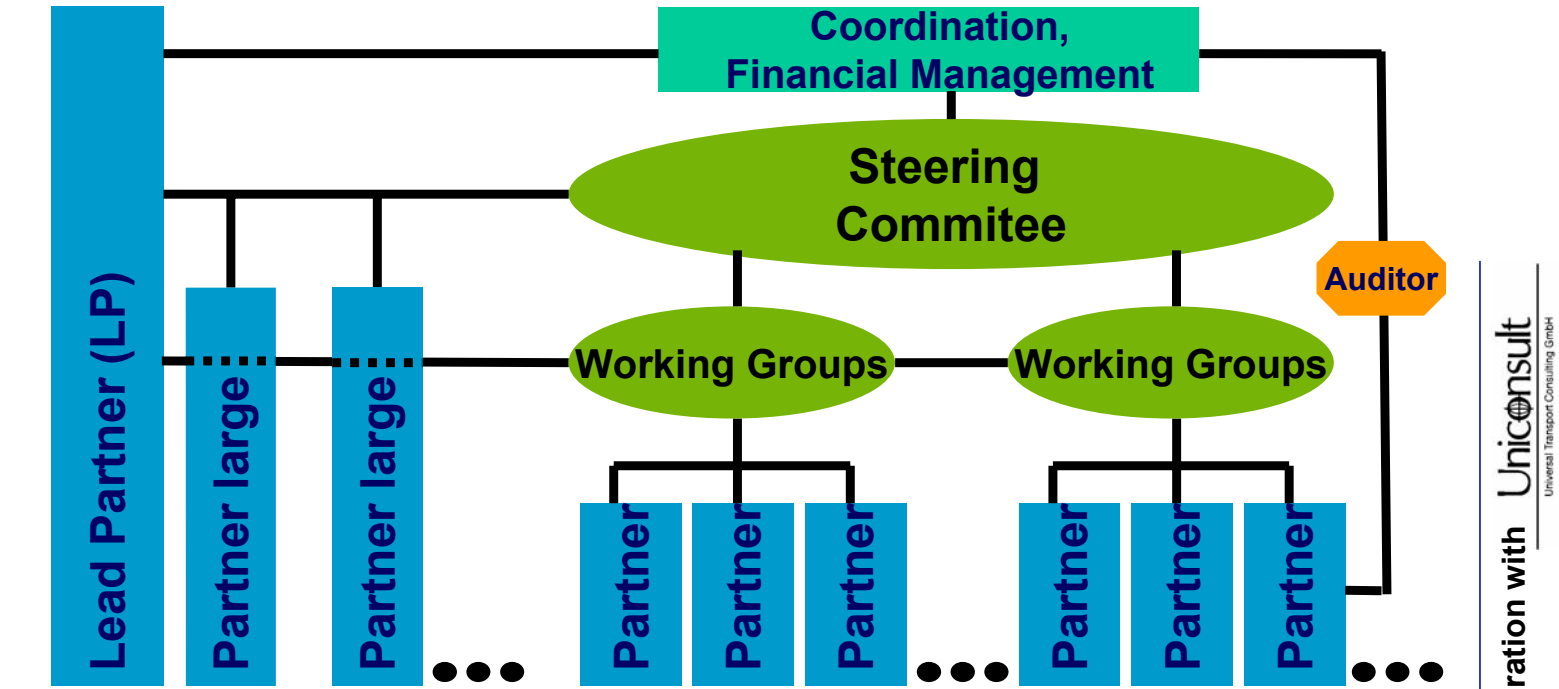 Coordination,
Financial Management
Steering
Commitee
Auditor
Working Groups
Working Groups
Lead Partner (LP)
Partner large
Partner large
Partner
Partner
Partner
Partner
Partner
Partner
ration with
Uniconsult
Universal Transport Consulting GmbH